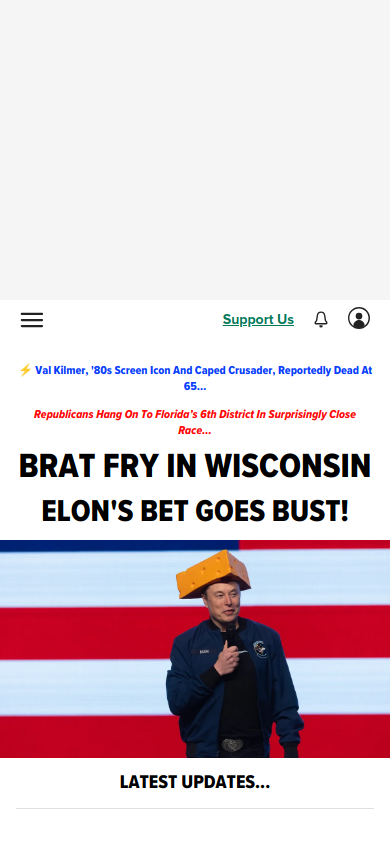 Support Us
⚡ Val Kilmer, '80s Screen Icon And Caped Crusader, Reportedly Dead At
65...
Republicans Hang On To Florida’s 6th District In Surprisingly Close
Race...
BRAT FRY IN WISCONSIN
ELON'S BET GOES BUST!
LATEST UPDATES...